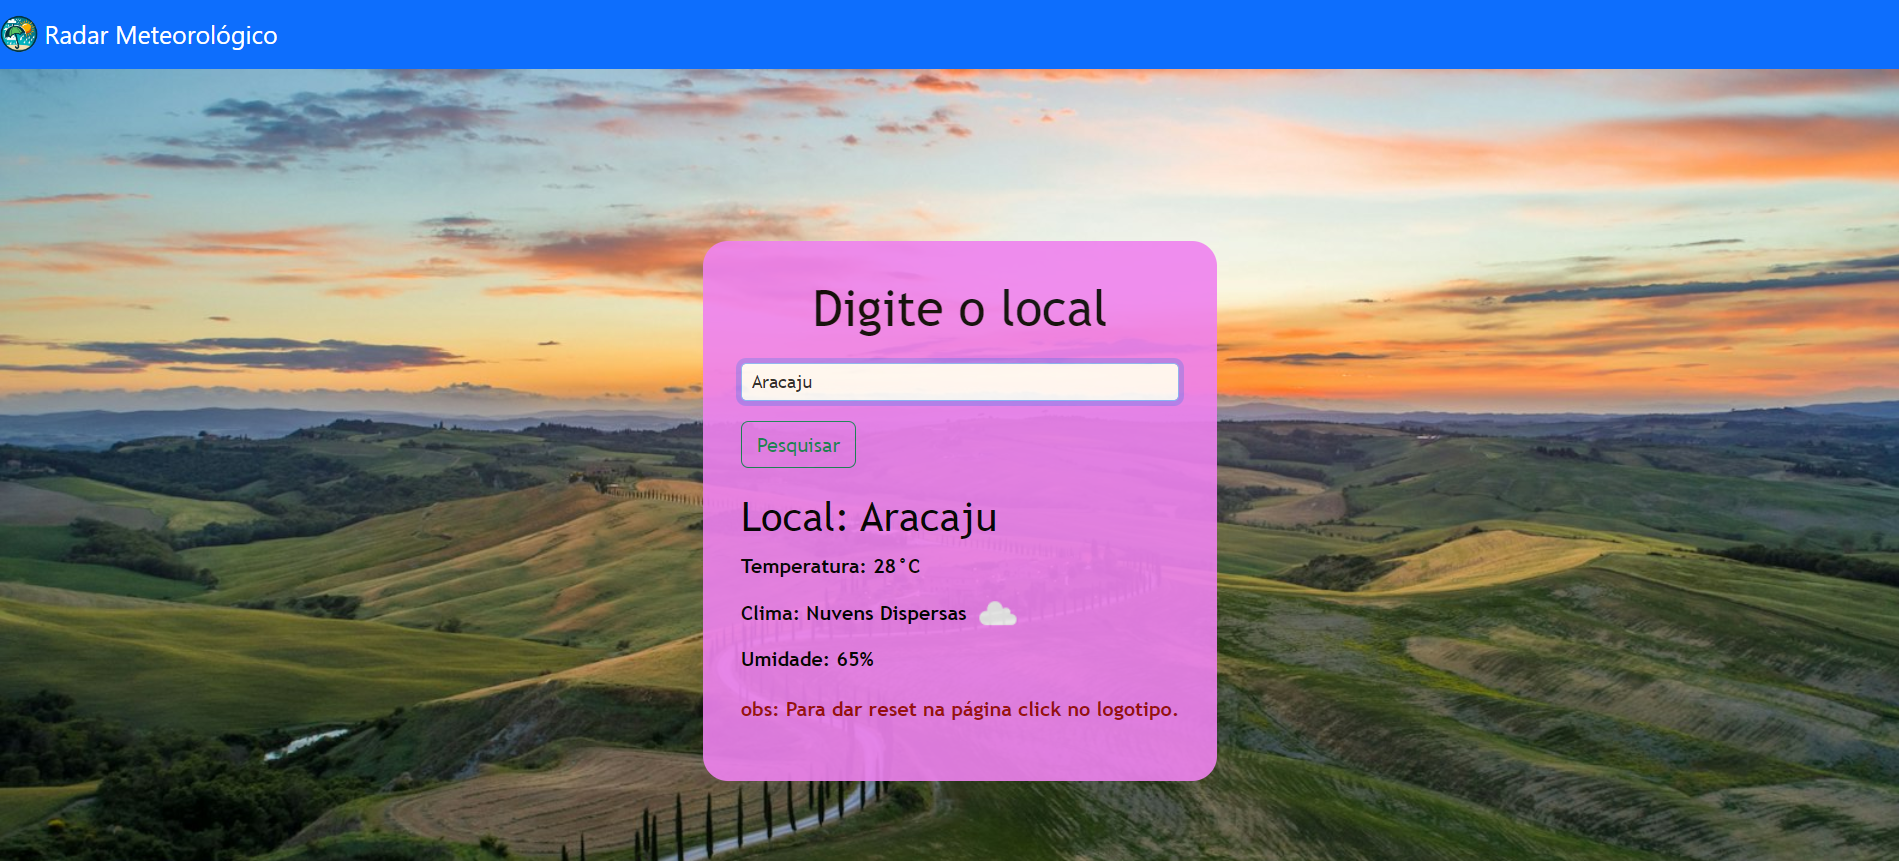 Radar Meteorológico
Digite o local
Aracaju
Pesquisar
Local: Aracaju
Temperatura: 28°C
Clima: Nuvens Dispersas
Umidade: 65%
obs: Para dar reset na página click no logotipo.